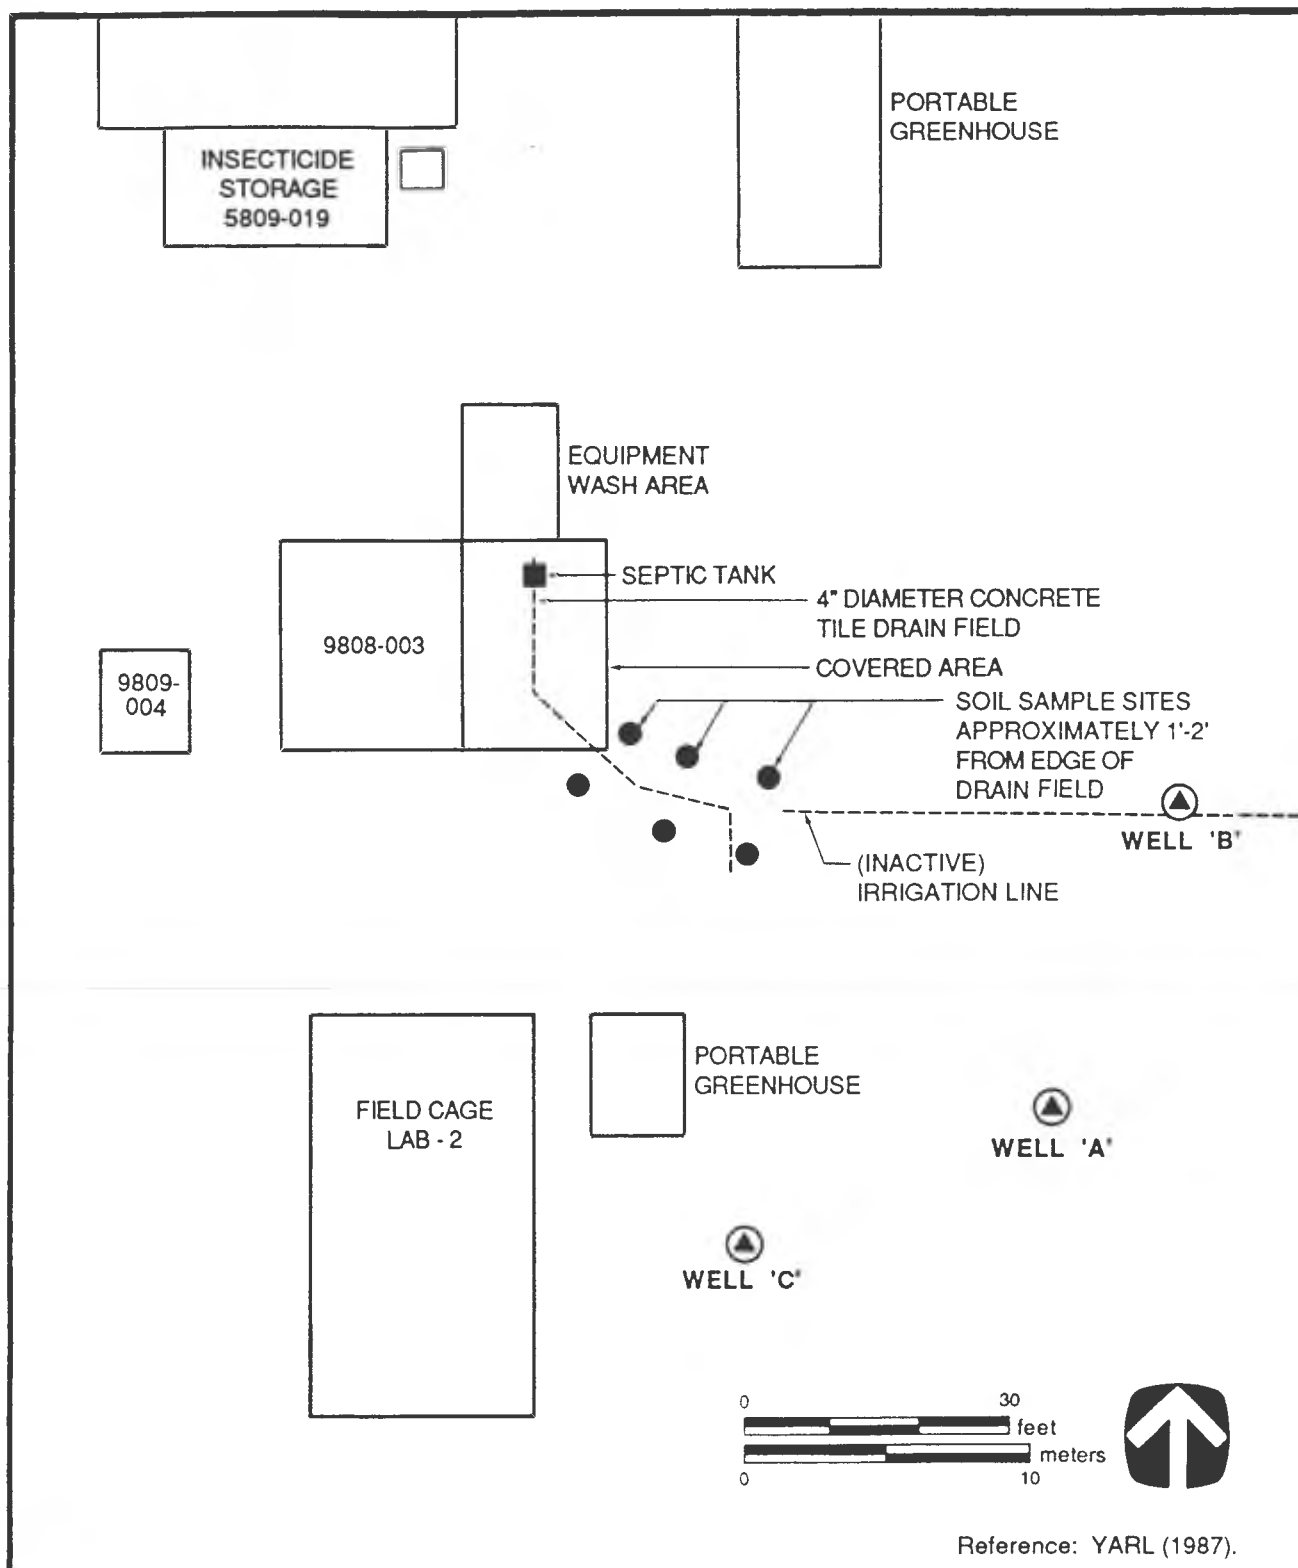 PORTABLE
GREENHOUSE
INSECTICIDE
STORAGE
5809-019
EQUIPMENT
WASH AREA
SEPTIC TANK
4" DIAMETER CONCRETE
TILE DRAIN FIELD
9808-003
COVERED AREA
9809-
004
SOIL SAMPLE SITES
APPROXIMATELY 1'-2'
FROM EDGE OF
DRAIN FIELD
WELL 'B'
(INACTIVE)
IRRIGATION LINE
PORTABLE
GREENHOUSE
FIELD CAGE
LAB - 2
WELL 'A'
WELL 'C'
0 30
feet
meters
0 10
Reference: YARL (1987).